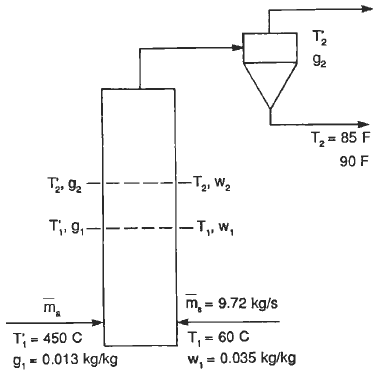 T'₂
g₂
T₂ = 85 F
90 F
T'₂, g₂
T₂, w₂
T'₁, g₁
T₁, w₁
m̅ₐ
m̅ₛ = 9.72 kg/s
T'₁ = 450 C
T₁ = 60 C
g₁ = 0.013 kg/kg
w₁ = 0.035 kg/kg